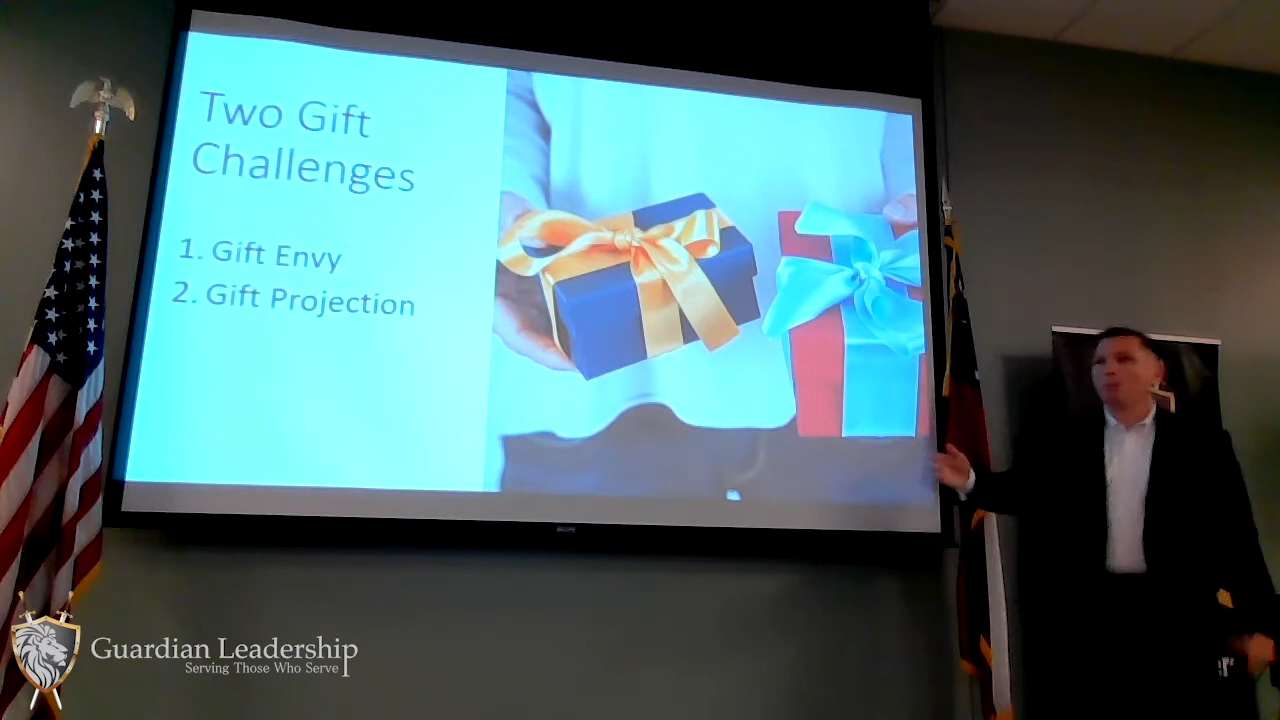 Two Gift
Challenges
1. Gift Envy
2. Gift Projection
Guardian Leadership
Serving Those Who Serve